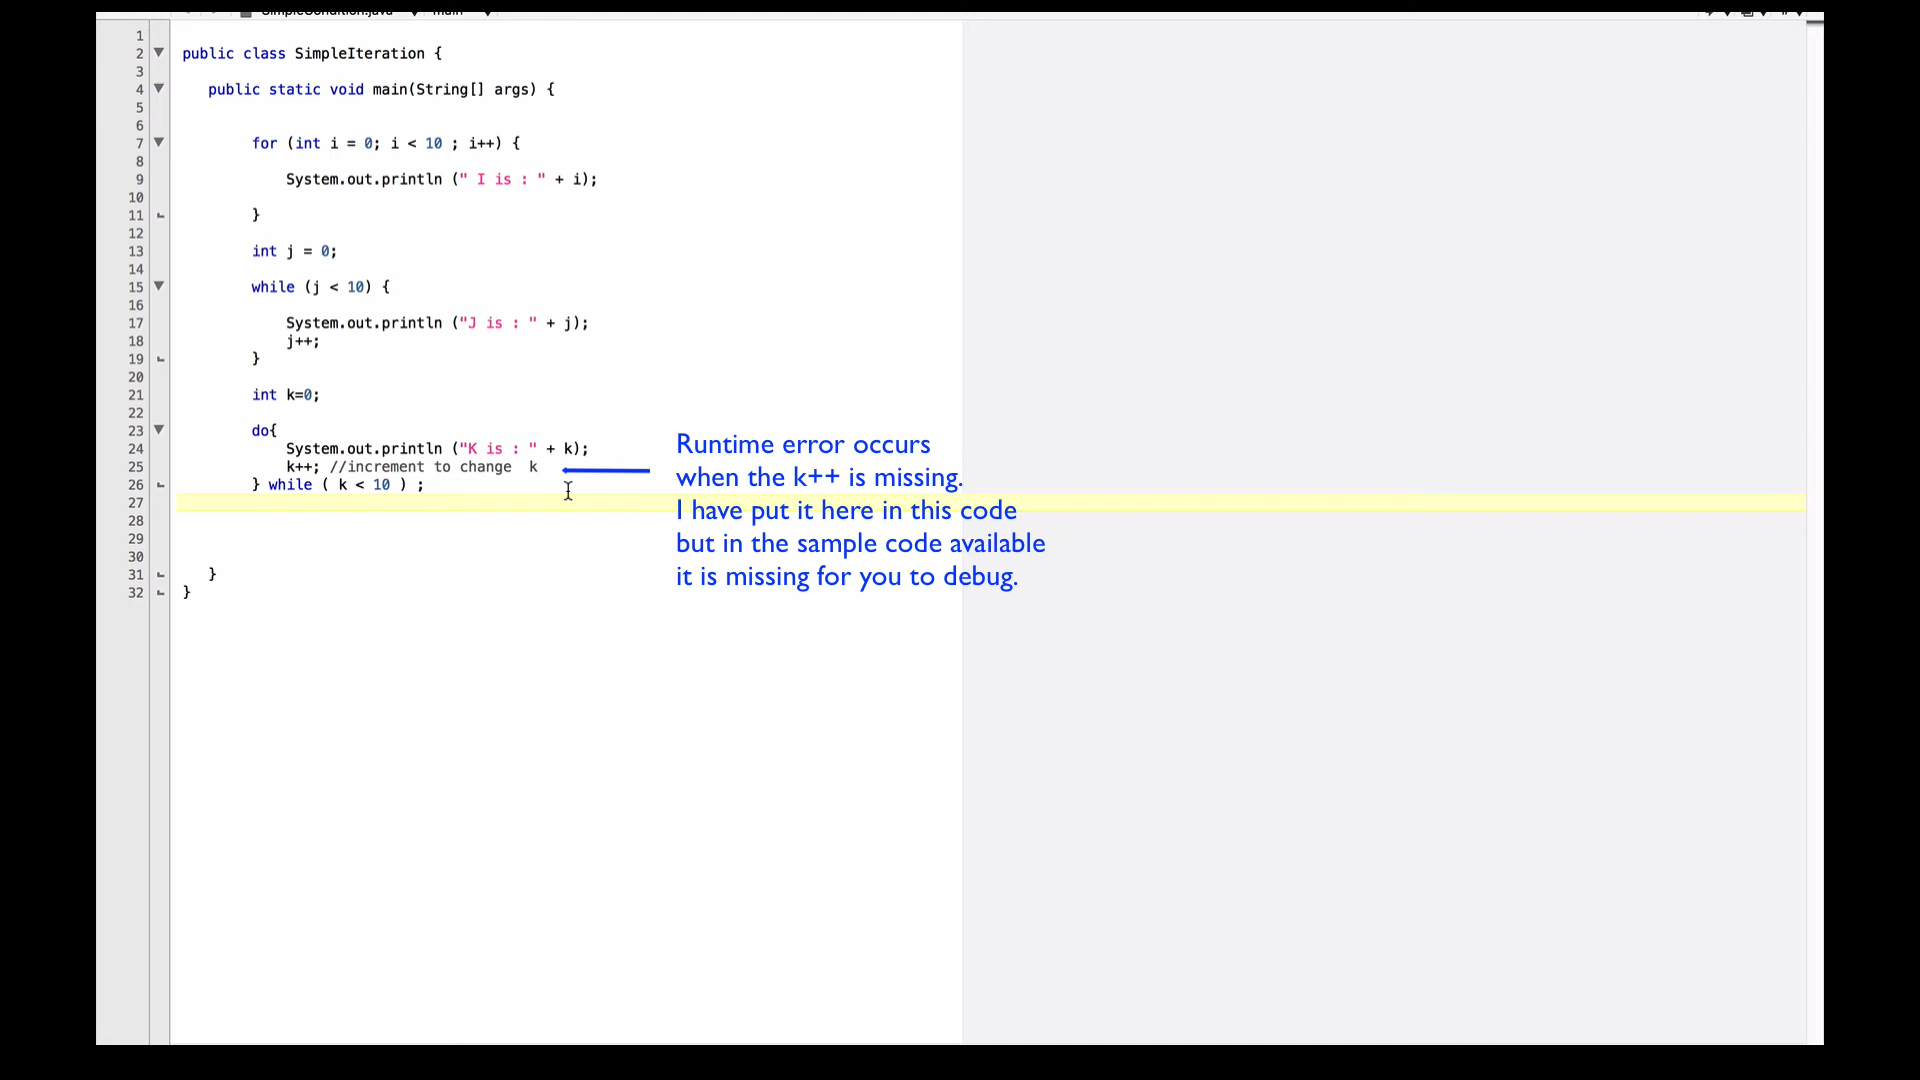 SimpleCondition.java main
1
2 public class SimpleIteration {
3
4 public static void main(String[] args) {
5
6
7 for (int i = 0; i < 10 ; i++) {
8
9 System.out.println (" I is : " + i);
10
11 }
12
13 int j = 0;
14
15 while (j < 10) {
16
17 System.out.println ("J is : " + j);
18 j++;
19 }
20
21 int k=0;
22
23 do{
24 System.out.println ("K is : " + k);
25 k++; //increment to change  k
26 } while ( k < 10 ) ;
27
28
29
30
31 }
32 }
Runtime error occurs
when the k++ is missing.
I have put it here in this code
but in the sample code available
it is missing for you to debug.